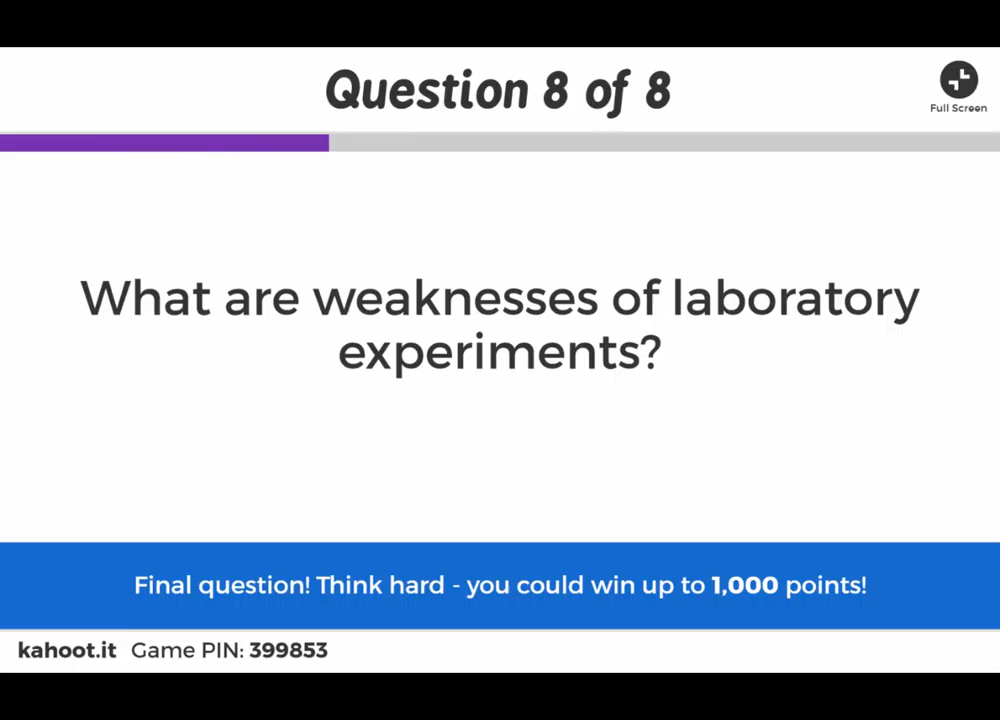 Question 8 of 8
Full Screen
What are weaknesses of laboratory
experiments?
Final question! Think hard - you could win up to 1,000 points!
kahoot.it Game PIN: 399853